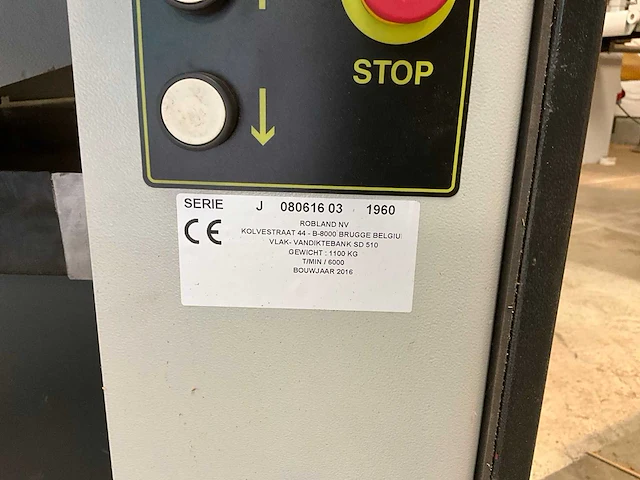 STOP
SERIE J 080616 03 1960
CE
ROBLAND NV
KOLVESTRAAT 44 - B-8000 BRUGGE BELGIU
VLAK- VANDIKTEBANK SD 510
GEWICHT : 1100 KG
T/MIN / 6000
BOUWJAAR 2016